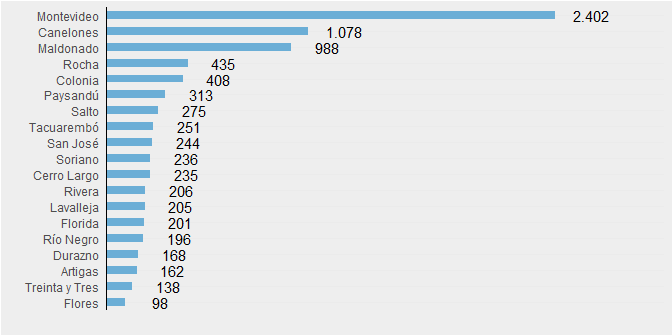 Montevideo 2.402
Canelones 1.078
Maldonado 988
Rocha 435
Colonia 408
Paysandú 313
Salto 275
Tacuarembó 251
San José 244
Soriano 236
Cerro Largo 235
Rivera 206
Lavalleja 205
Florida 201
Río Negro 196
Durazno 168
Artigas 162
Treinta y Tres 138
Flores 98